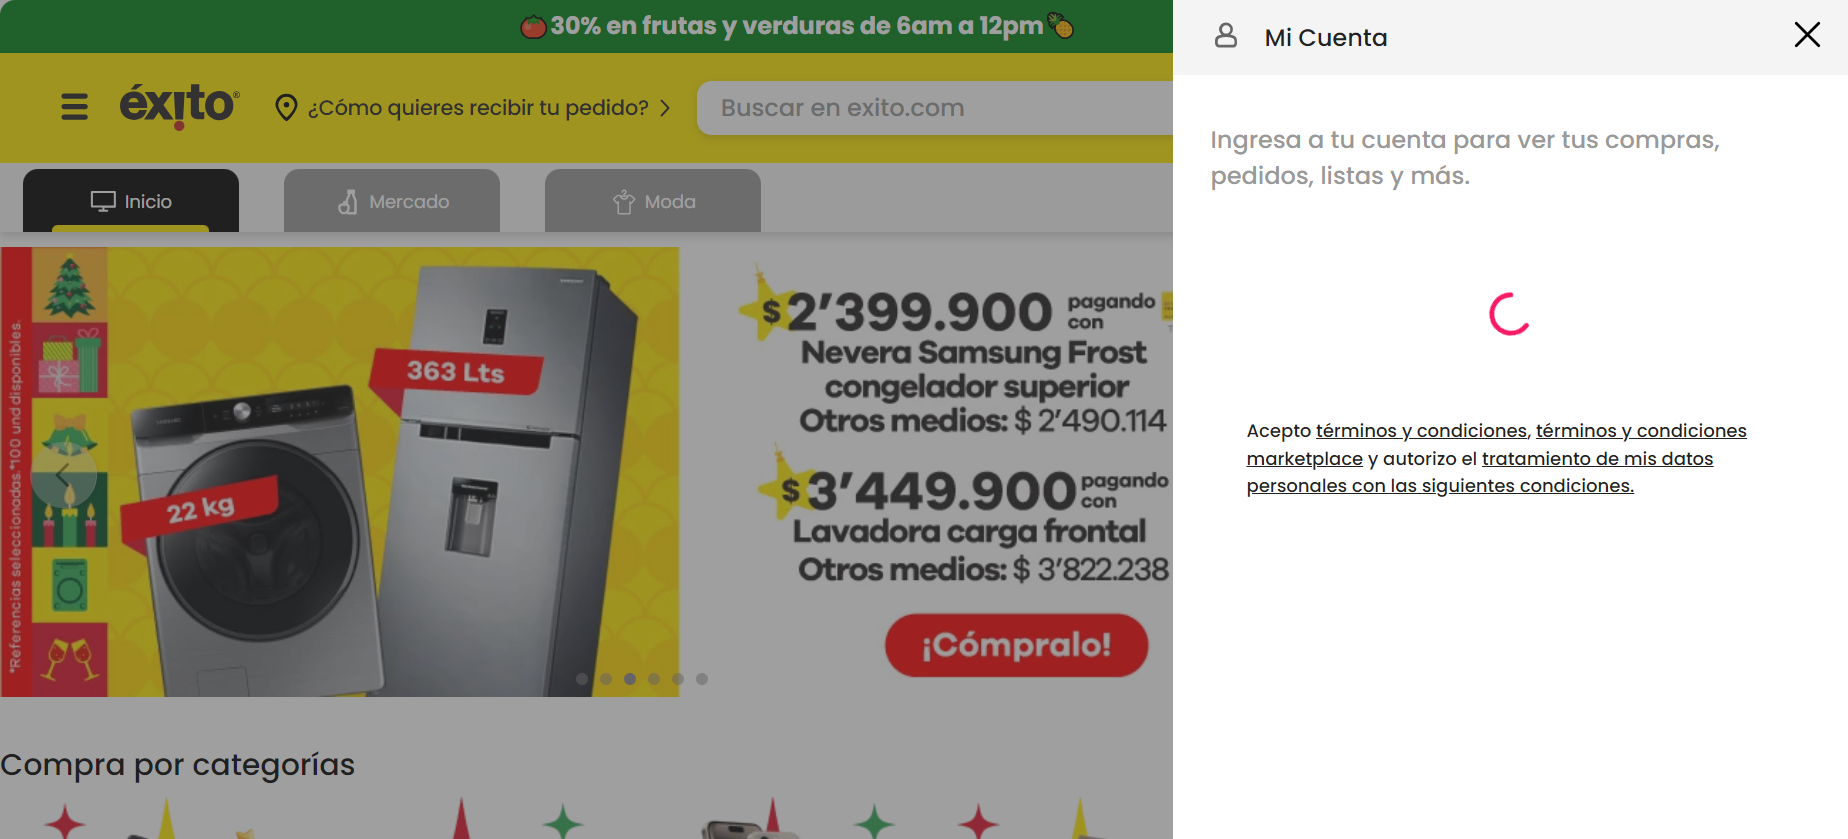 30% en frutas y verduras de 6am a 12pm
Mi Cuenta
éxito
¿Cómo quieres recibir tu pedido?
Buscar en exito.com
Ingresa a tu cuenta para ver tus compras,
pedidos, listas y más.
Inicio
Mercado
Moda
*Referencias seleccionadas.*100 und disponibles.
SAMSUNG
363 Lts
22 kg
$2'399.900 pagando
con
Nevera Samsung Frost
congelador superior
Otros medios: $ 2'490.114
$3'449.900 pagando
con
Lavadora carga frontal
Otros medios: $ 3'822.238
¡Cómpralo!
Acepto términos y condiciones, términos y condiciones
marketplace y autorizo el tratamiento de mis datos
personales con las siguientes condiciones.
Compra por categorías